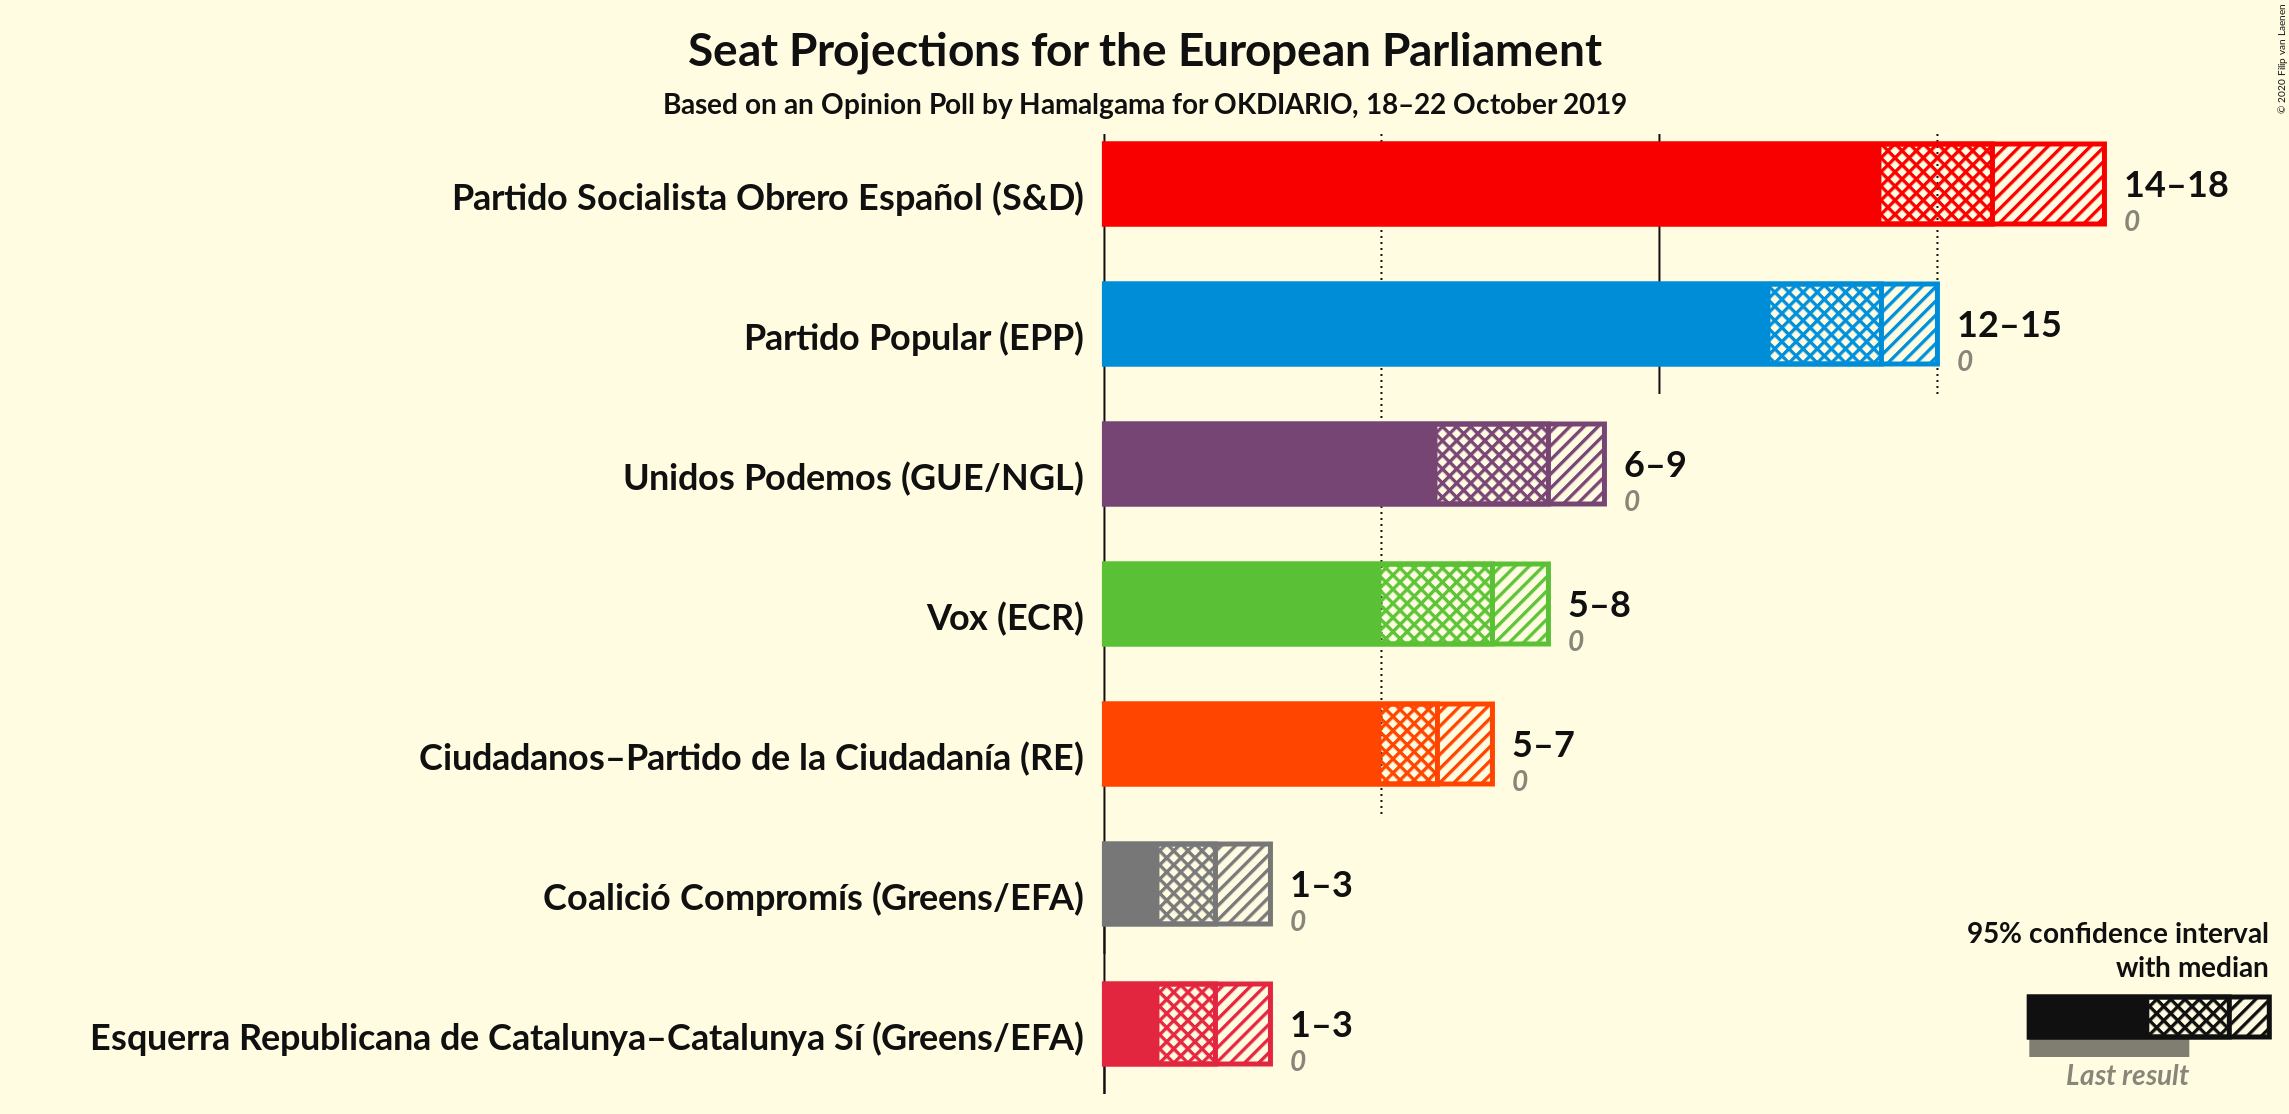 Seat Projections for the European Parliament
Based on an Opinion Poll by Hamalgama for OKDIARIO, 18–22 October 2019
© 2020 Filip van Laenen
Partido Socialista Obrero Español (S&D)
14–18
0
Partido Popular (EPP)
12–15
0
Unidos Podemos (GUE/NGL)
6–9
0
Vox (ECR)
5–8
0
Ciudadanos–Partido de la Ciudadanía (RE)
5–7
0
Coalició Compromís (Greens/EFA)
1–3
0
Esquerra Republicana de Catalunya–Catalunya Sí (Greens/EFA)
1–3
0
95% confidence interval
with median
Last result